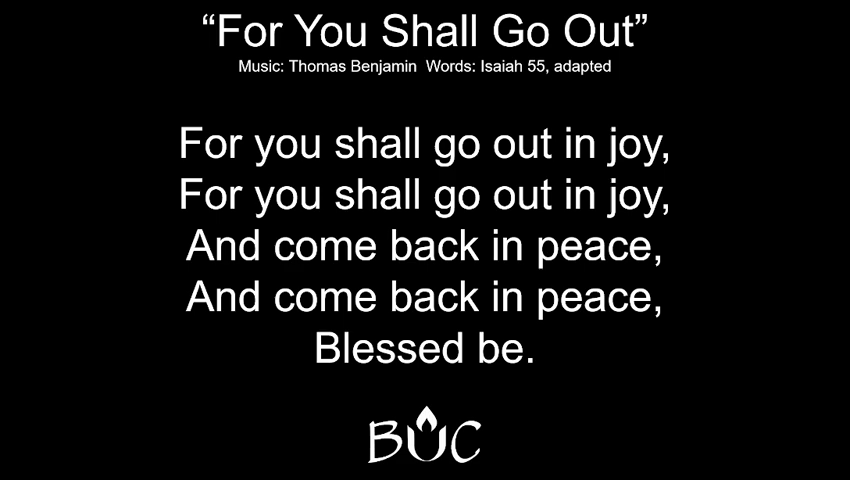 “For You Shall Go Out”
Music: Thomas Benjamin  Words: Isaiah 55, adapted
For you shall go out in joy,
For you shall go out in joy,
And come back in peace,
And come back in peace,
Blessed be.
BUC